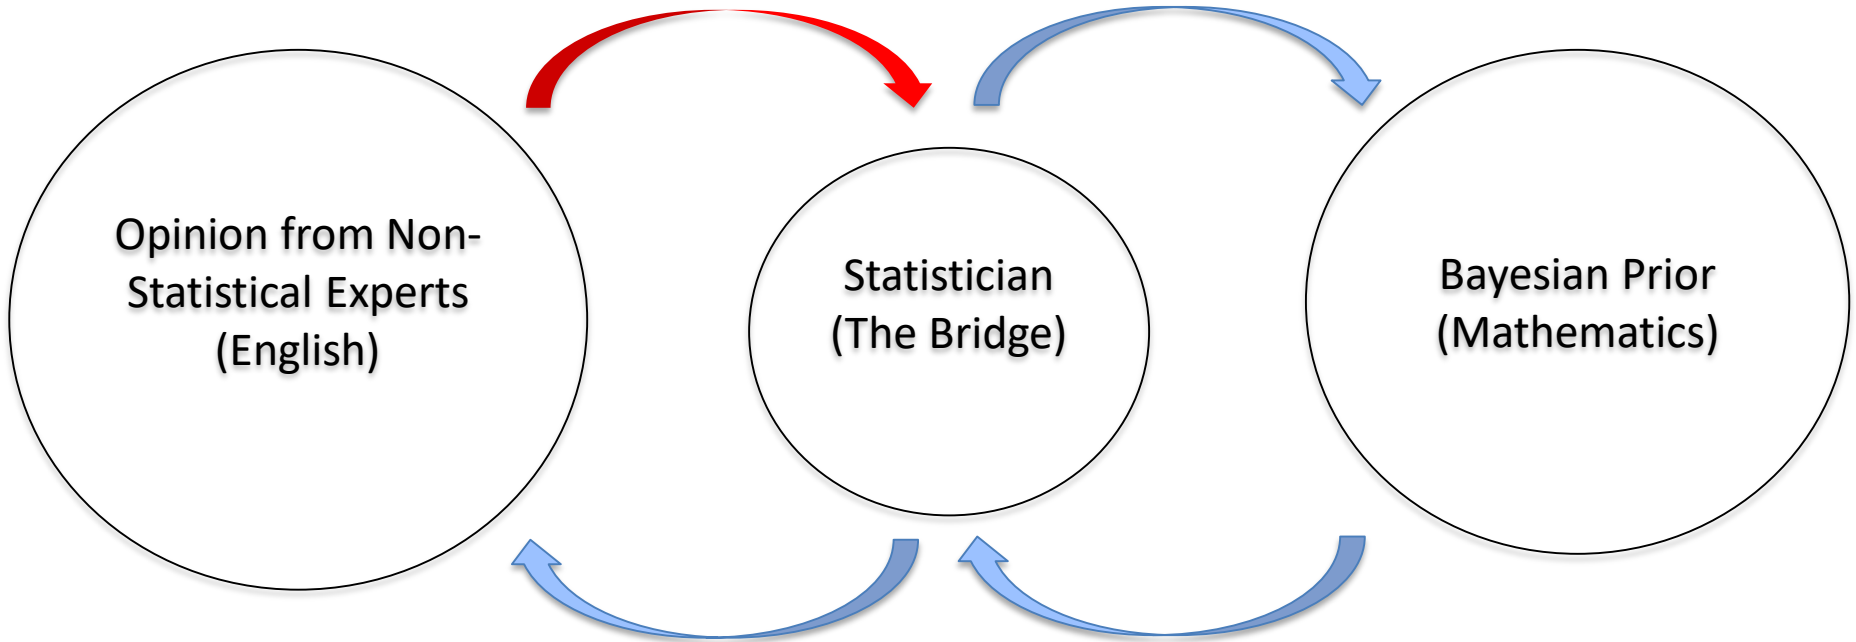 Opinion from Non-
Statistical Experts
(English)
Statistician
(The Bridge)
Bayesian Prior
(Mathematics)